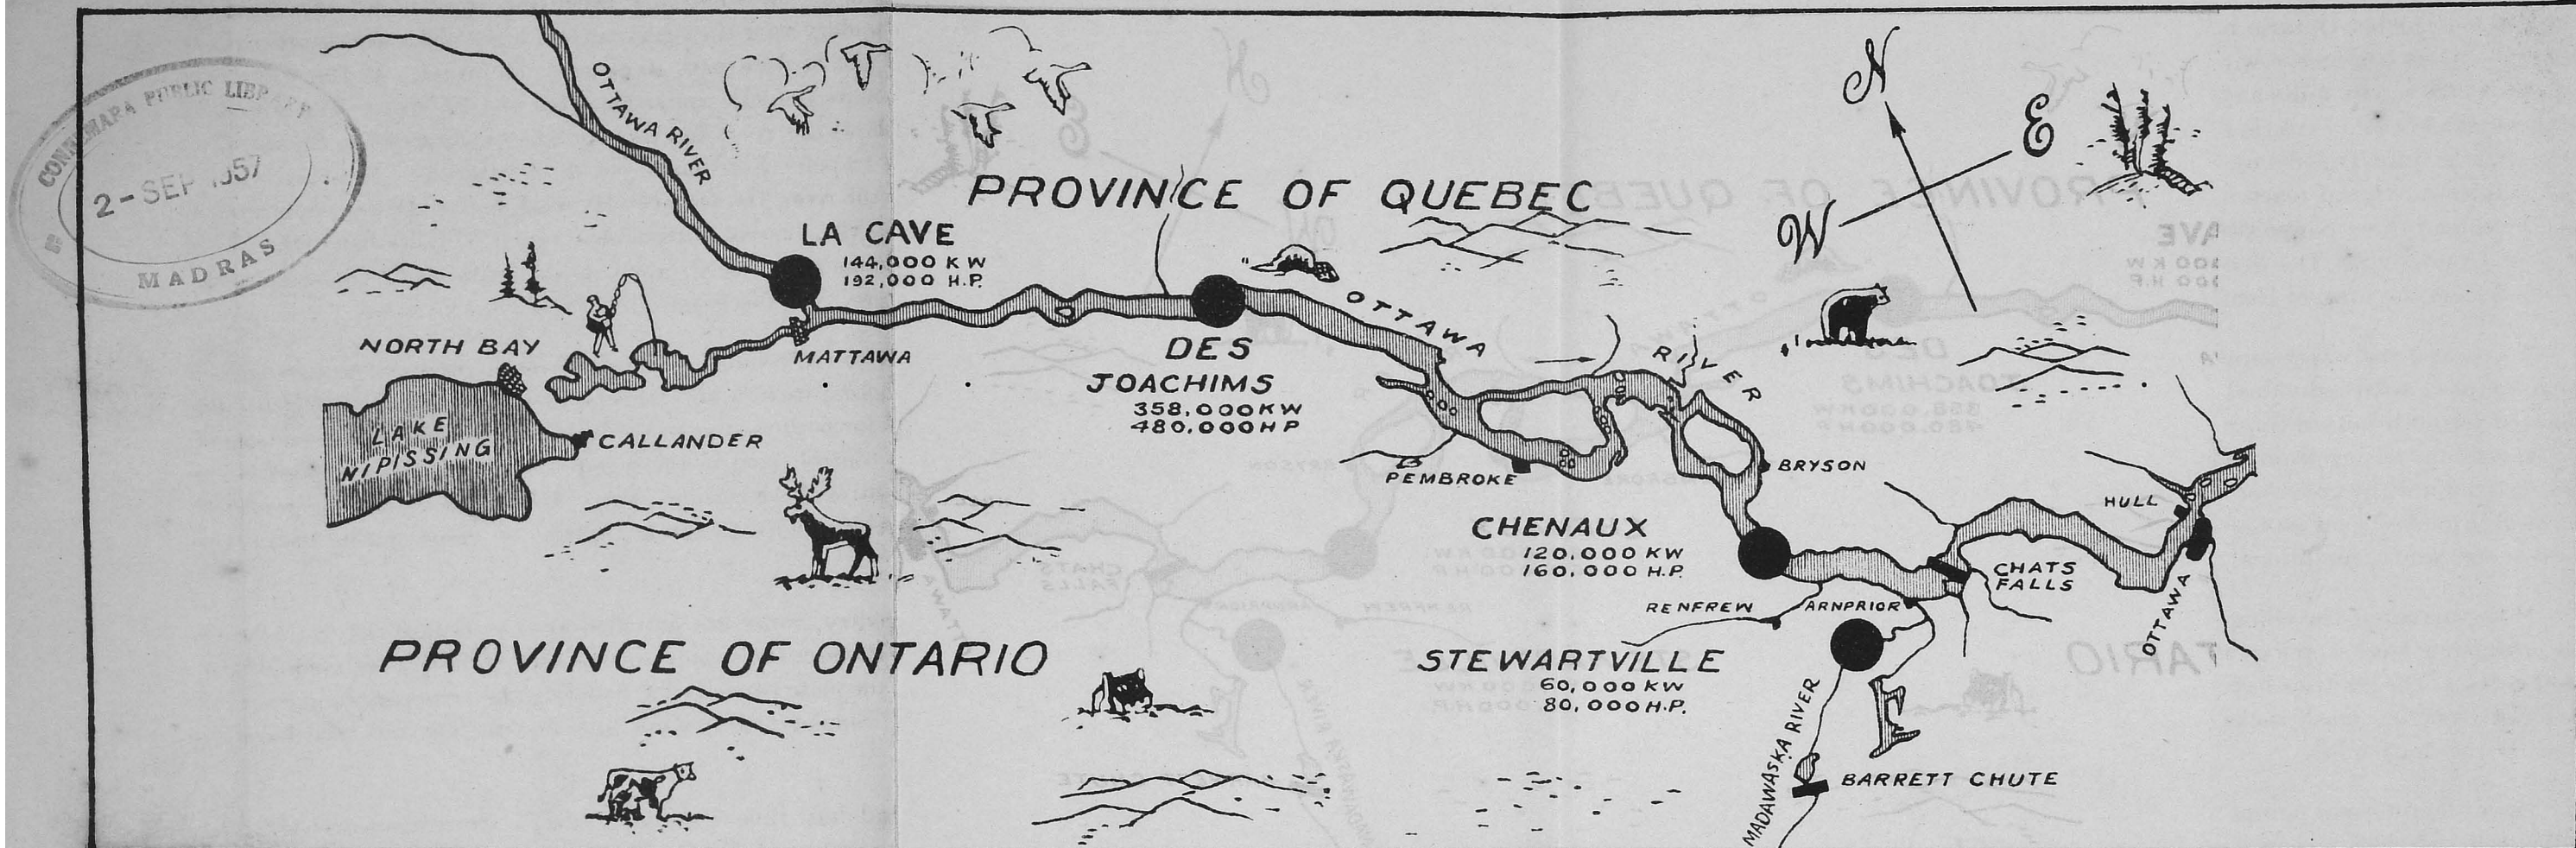 CONNEMARA PUBLIC LIBRARY
2 - SEP 1957
MADRAS
OTTAWA RIVER
N
E
W
PROVINCE OF QUEBEC
LA CAVE
144,000 KW
192,000 H.P.
OTTAWA RIVER
NORTH BAY
MATTAWA
DES
JOACHIMS
358,000 KW
480,000 HP
LAKE
NIPISSING
CALLANDER
PEMBROKE
BRYSON
HULL
CHENAUX
120,000 KW
160,000 H.P.
CHATS
FALLS
RENFREW
ARNPRIOR
OTTAWA
PROVINCE OF ONTARIO
STEWARTVILLE
60,000 KW
80,000 H.P.
MADAWASKA RIVER
BARRETT CHUTE